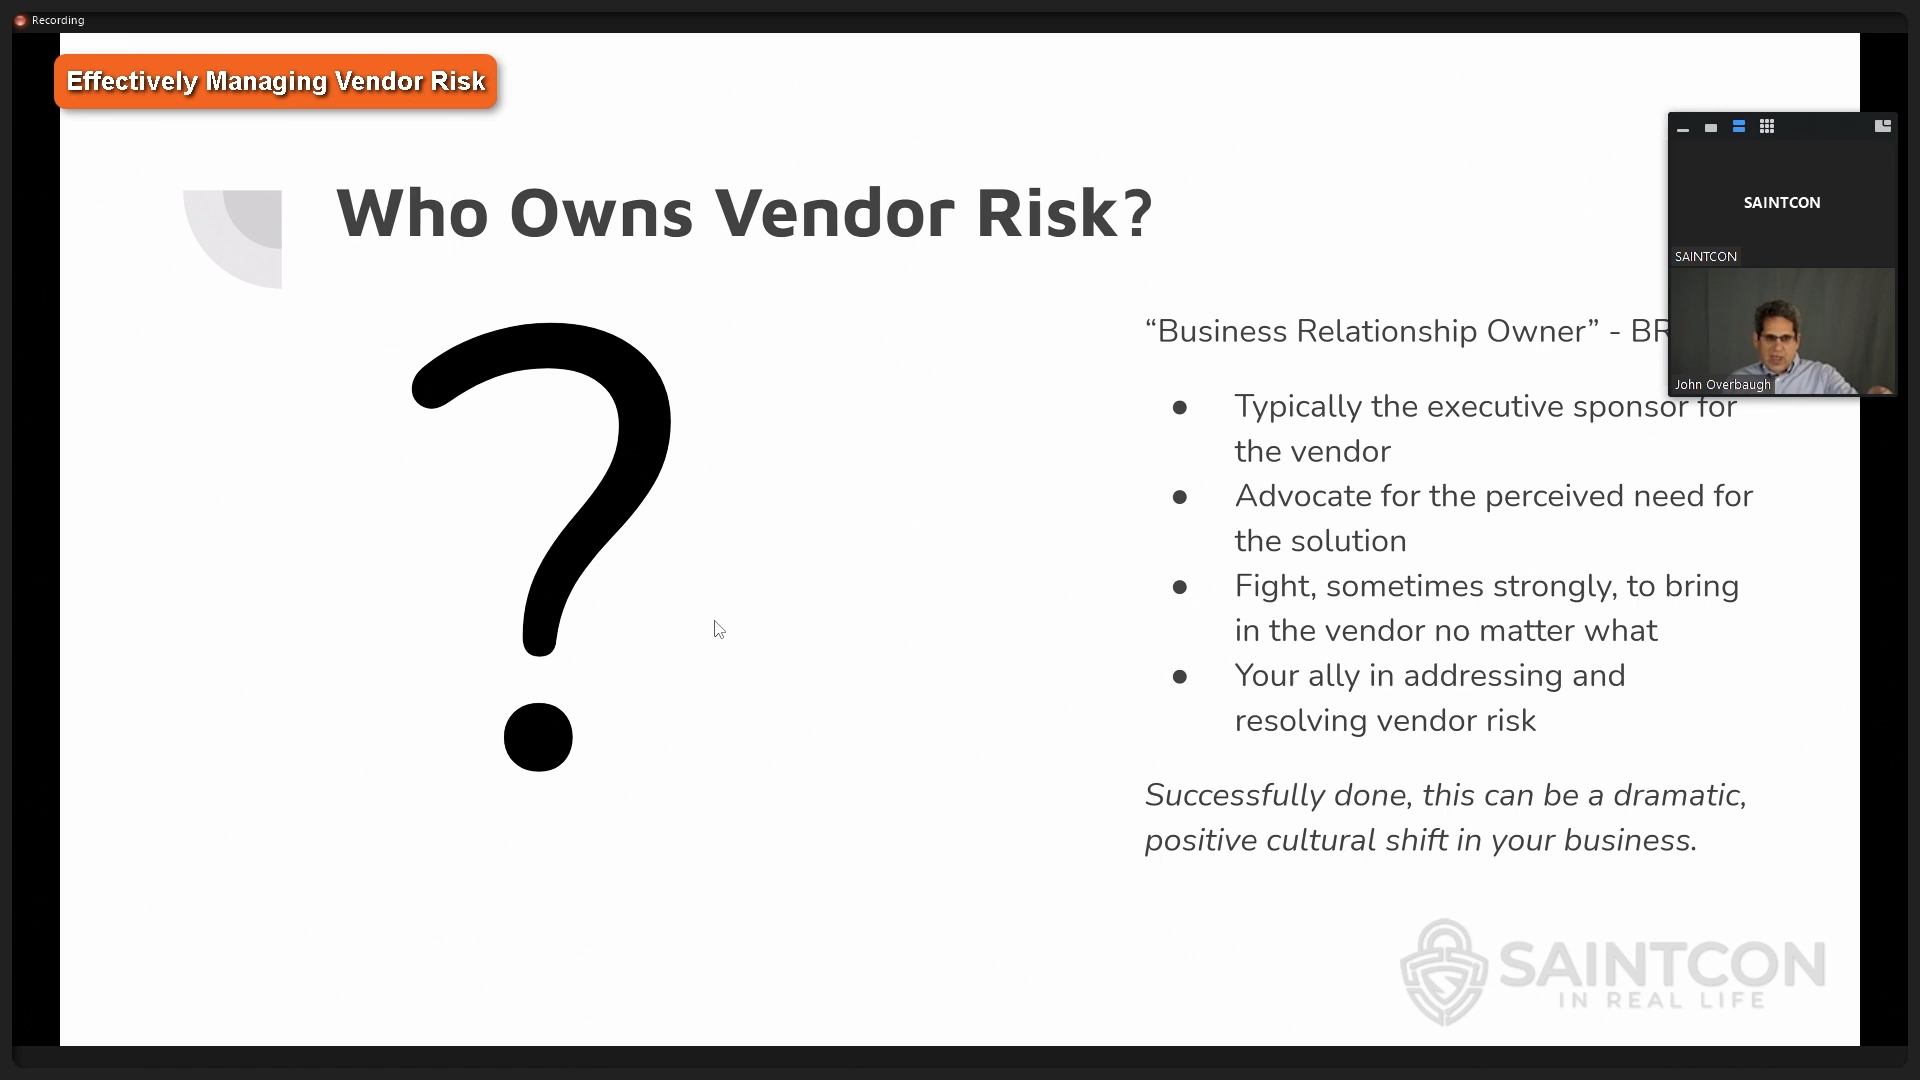 Recording
Effectively Managing Vendor Risk
Who Owns Vendor Risk?
SAINTCON
SAINTCON
John Overbaugh
“Business Relationship Owner” - BR
● Typically the executive sponsor for
the vendor
● Advocate for the perceived need for
the solution
● Fight, sometimes strongly, to bring
in the vendor no matter what
● Your ally in addressing and
resolving vendor risk
Successfully done, this can be a dramatic,
positive cultural shift in your business.
SAINTCON
IN REAL LIFE